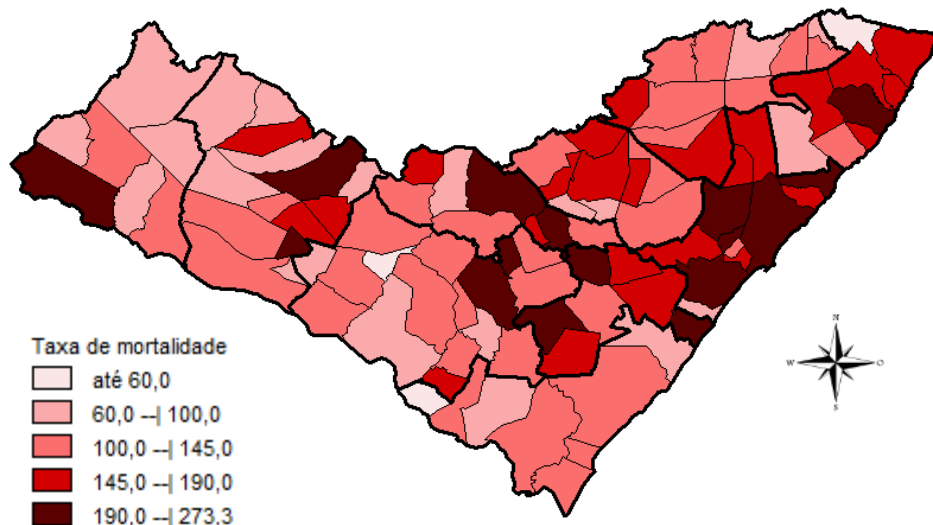 Taxa de mortalidade
até 60,0
60,0 --| 100,0
100,0 --| 145,0
145,0 --| 190,0
190,0 --| 273,3
N
W
O
S